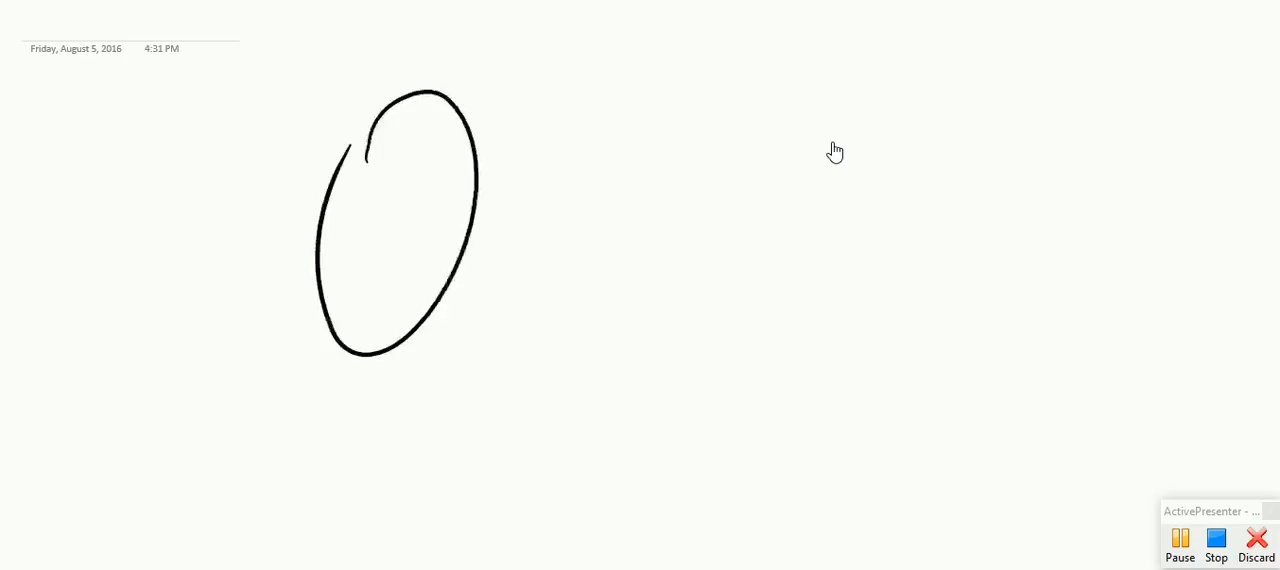 Friday, August 5, 2016 4:31 PM
ActivePresenter - ...
Pause Stop Discard